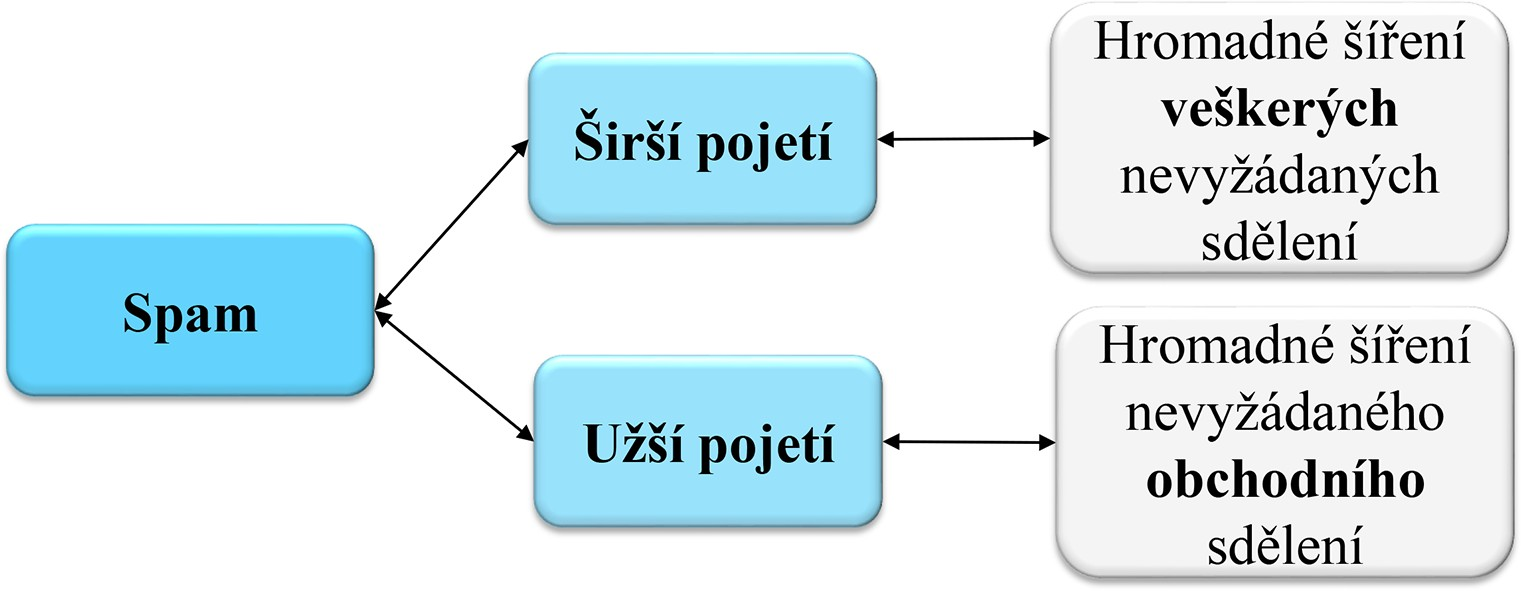 Spam
Širší pojetí
Hromadné šíření
veškerých
nevyžádaných
sdělení
Užší pojetí
Hromadné šíření
nevyžádaného
obchodního
sdělení